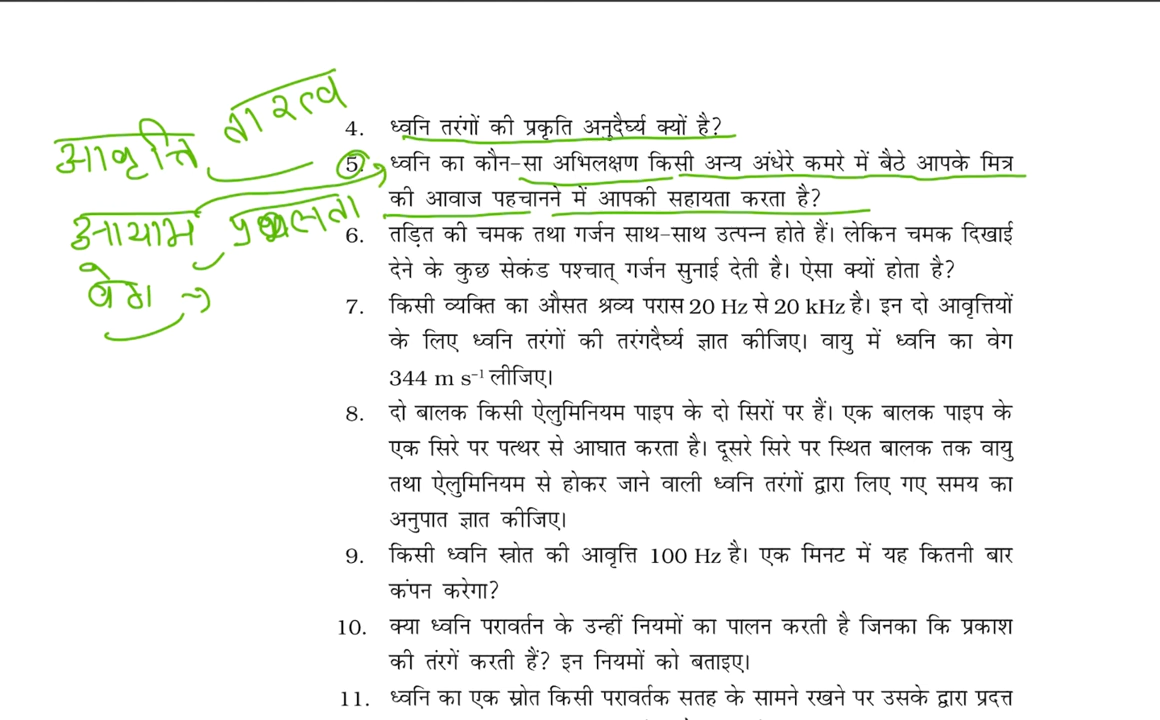 आवृत्ति तारत्व
आयाम प्रबलता
वेग
4. ध्वनि तरंगों की प्रकृति अनुदैर्घ्य क्यों है?
5. ध्वनि का कौन-सा अभिलक्षण किसी अन्य अंधेरे कमरे में बैठे आपके मित्र
की आवाज पहचानने में आपकी सहायता करता है?
6. तड़ित की चमक तथा गर्जन साथ-साथ उत्पन्न होते हैं। लेकिन चमक दिखाई
देने के कुछ सेकंड पश्चात् गर्जन सुनाई देती है। ऐसा क्यों होता है?
7. किसी व्यक्ति का औसत श्रव्य परास 20 Hz से 20 kHz है। इन दो आवृत्तियों
के लिए ध्वनि तरंगों की तरंगदैर्घ्य ज्ञात कीजिए। वायु में ध्वनि का वेग
344 m s⁻¹ लीजिए।
8. दो बालक किसी ऐलुमिनियम पाइप के दो सिरों पर हैं। एक बालक पाइप के
एक सिरे पर पत्थर से आघात करता है। दूसरे सिरे पर स्थित बालक तक वायु
तथा ऐलुमिनियम से होकर जाने वाली ध्वनि तरंगों द्वारा लिए गए समय का
अनुपात ज्ञात कीजिए।
9. किसी ध्वनि स्रोत की आवृत्ति 100 Hz है। एक मिनट में यह कितनी बार
कंपन करेगा?
10. क्या ध्वनि परावर्तन के उन्हीं नियमों का पालन करती है जिनका कि प्रकाश
की तरंगें करती हैं? इन नियमों को बताइए।
11. ध्वनि का एक स्रोत किसी परावर्तक सतह के सामने रखने पर उसके द्वारा प्रदत्त